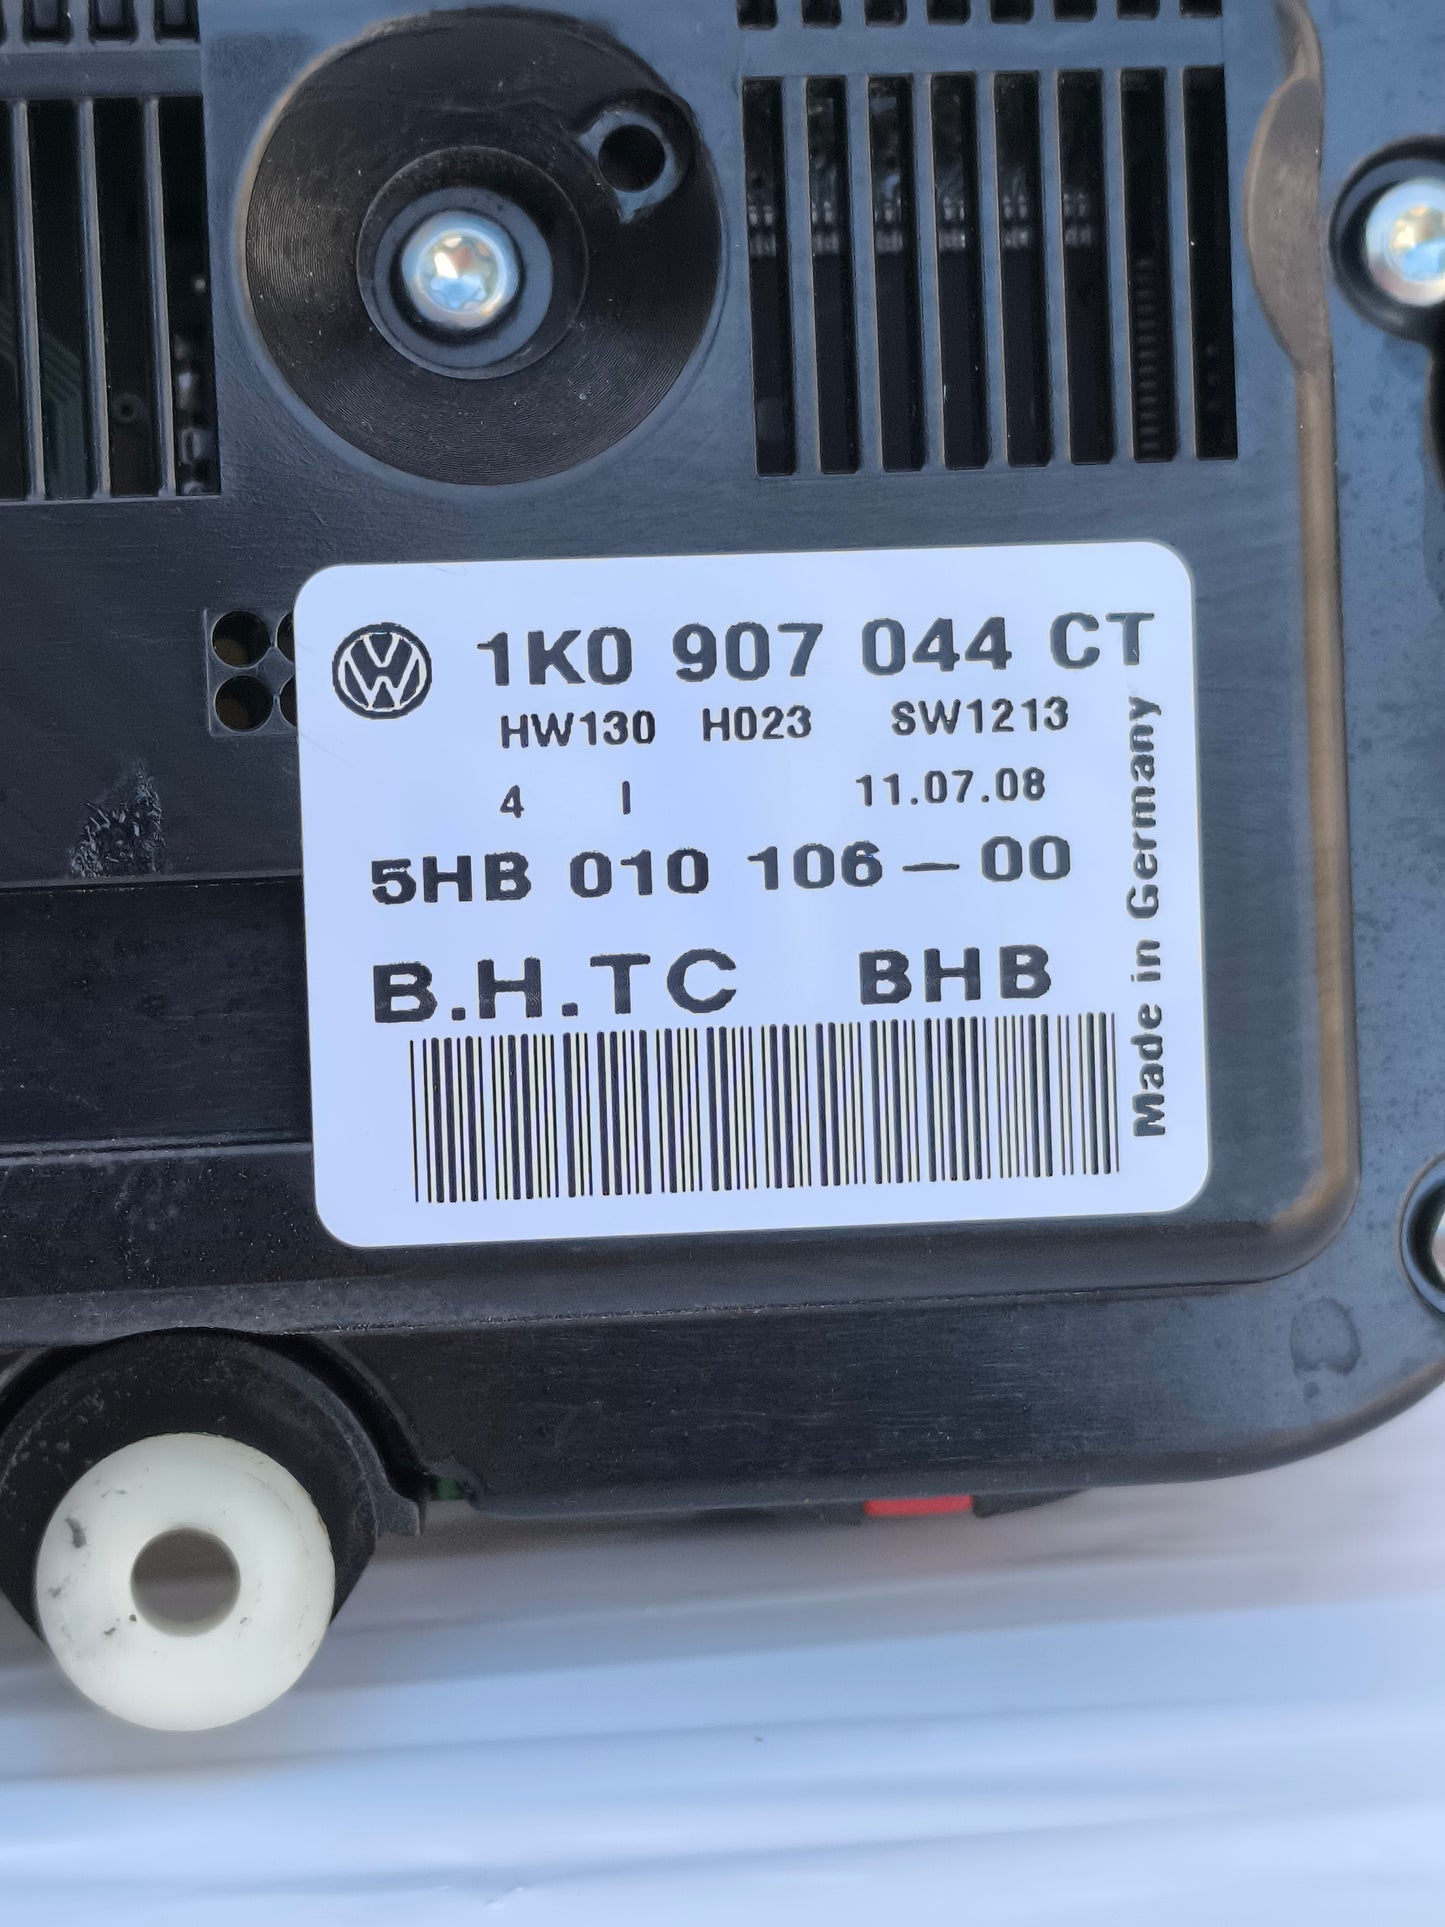 1K0 907 044 CT
HW130 H023 SW1213
4 I 11.07.08
5HB 010 106-00
B.H.TC BHB
Made in Germany